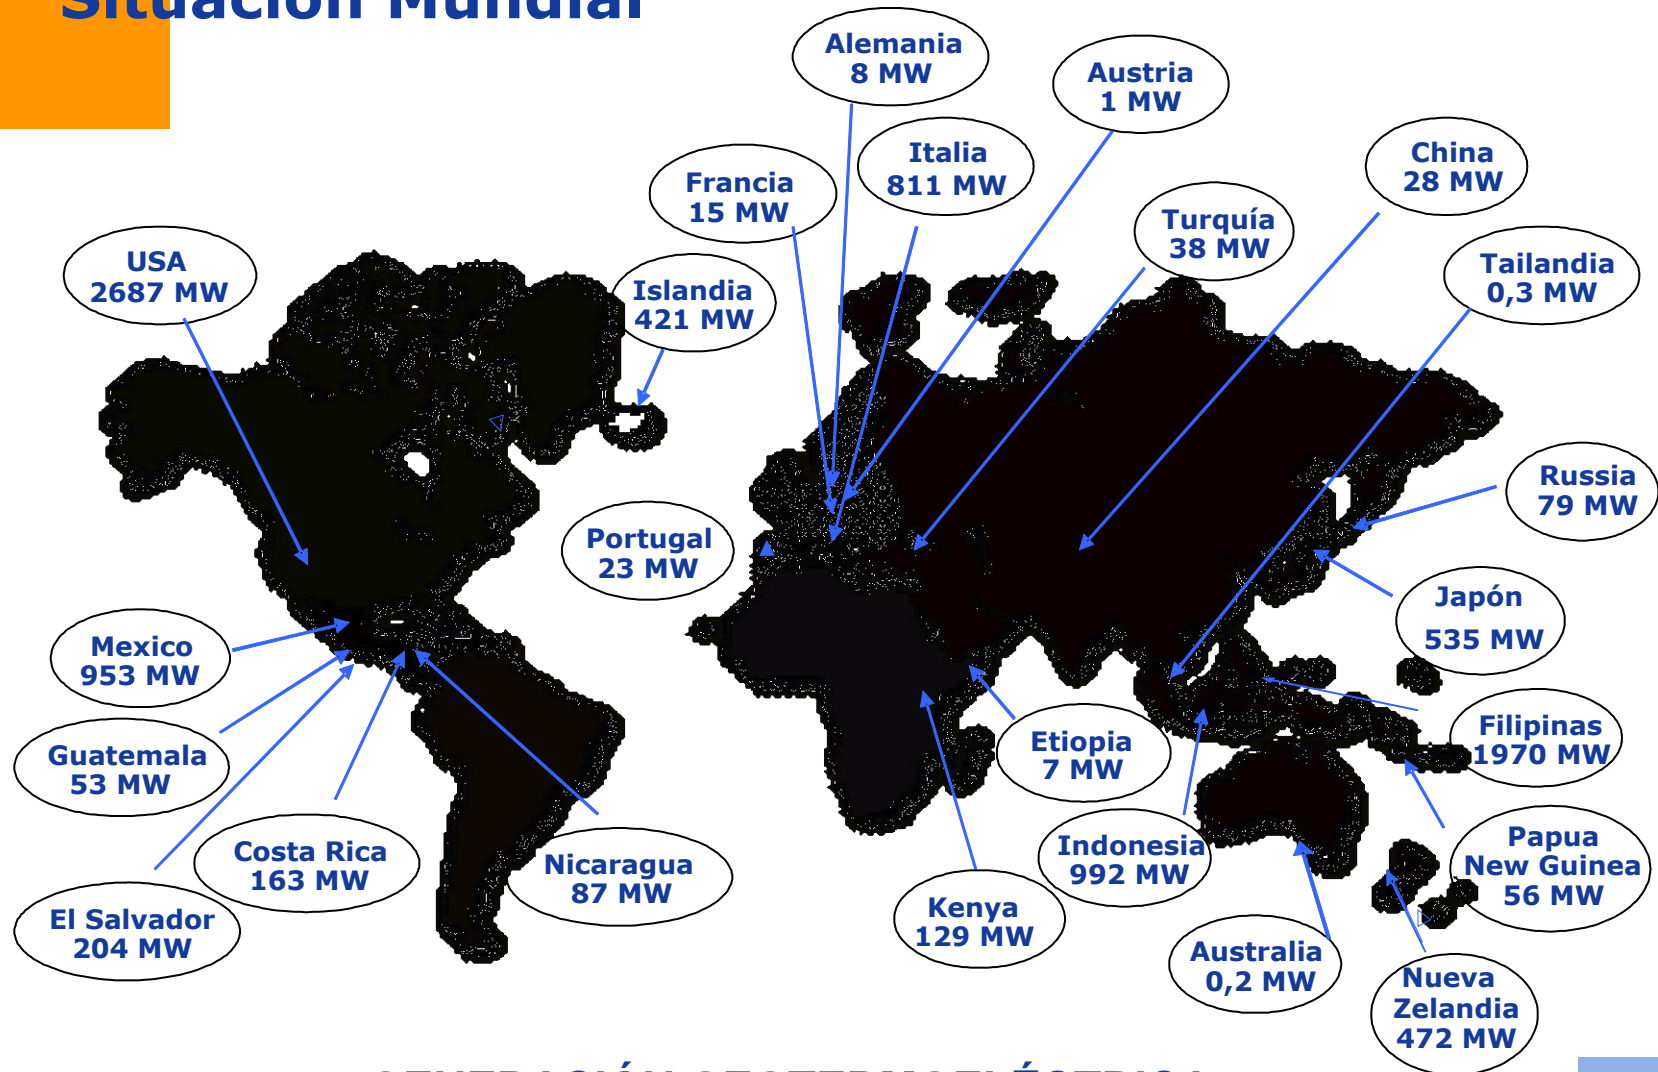 Situación Mundial
Alemania
8 MW
Austria
1 MW
Italia
811 MW
China
28 MW
Francia
15 MW
Turquía
38 MW
USA
2687 MW
Islandia
421 MW
Tailandia
0,3 MW
Russia
79 MW
Portugal
23 MW
Japón
535 MW
Mexico
953 MW
Filipinas
1970 MW
Guatemala
53 MW
Etiopia
7 MW
Costa Rica
163 MW
Nicaragua
87 MW
Indonesia
992 MW
Papua
New Guinea
56 MW
El Salvador
204 MW
Kenya
129 MW
Australia
0,2 MW
Nueva
Zelandia
472 MW
GENERACIÓN GEOTERMOELÉCTRICA